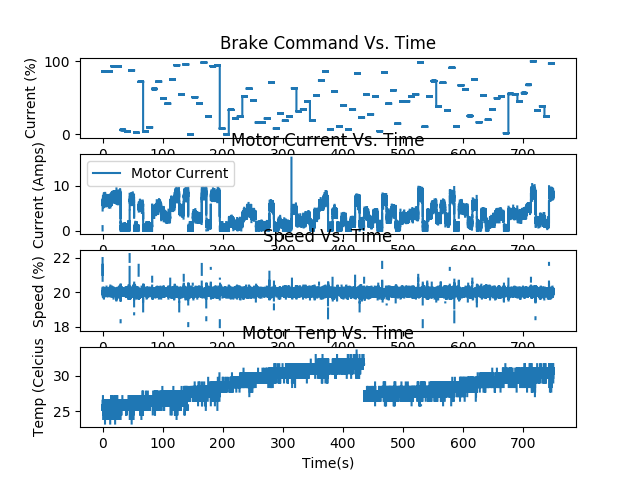 Brake Command Vs. Time
Current (%)
100
0
0 100 200 300 400 500 600 700
Motor Current Vs. Time
Current (Amps)
10
0
Motor Current
Speed Vs. Time
Speed (%)
22
20
18
Motor Tenp Vs. Time
Temp (Celcius
30
25
0 100 200 300 400 500 600 700
Time(s)